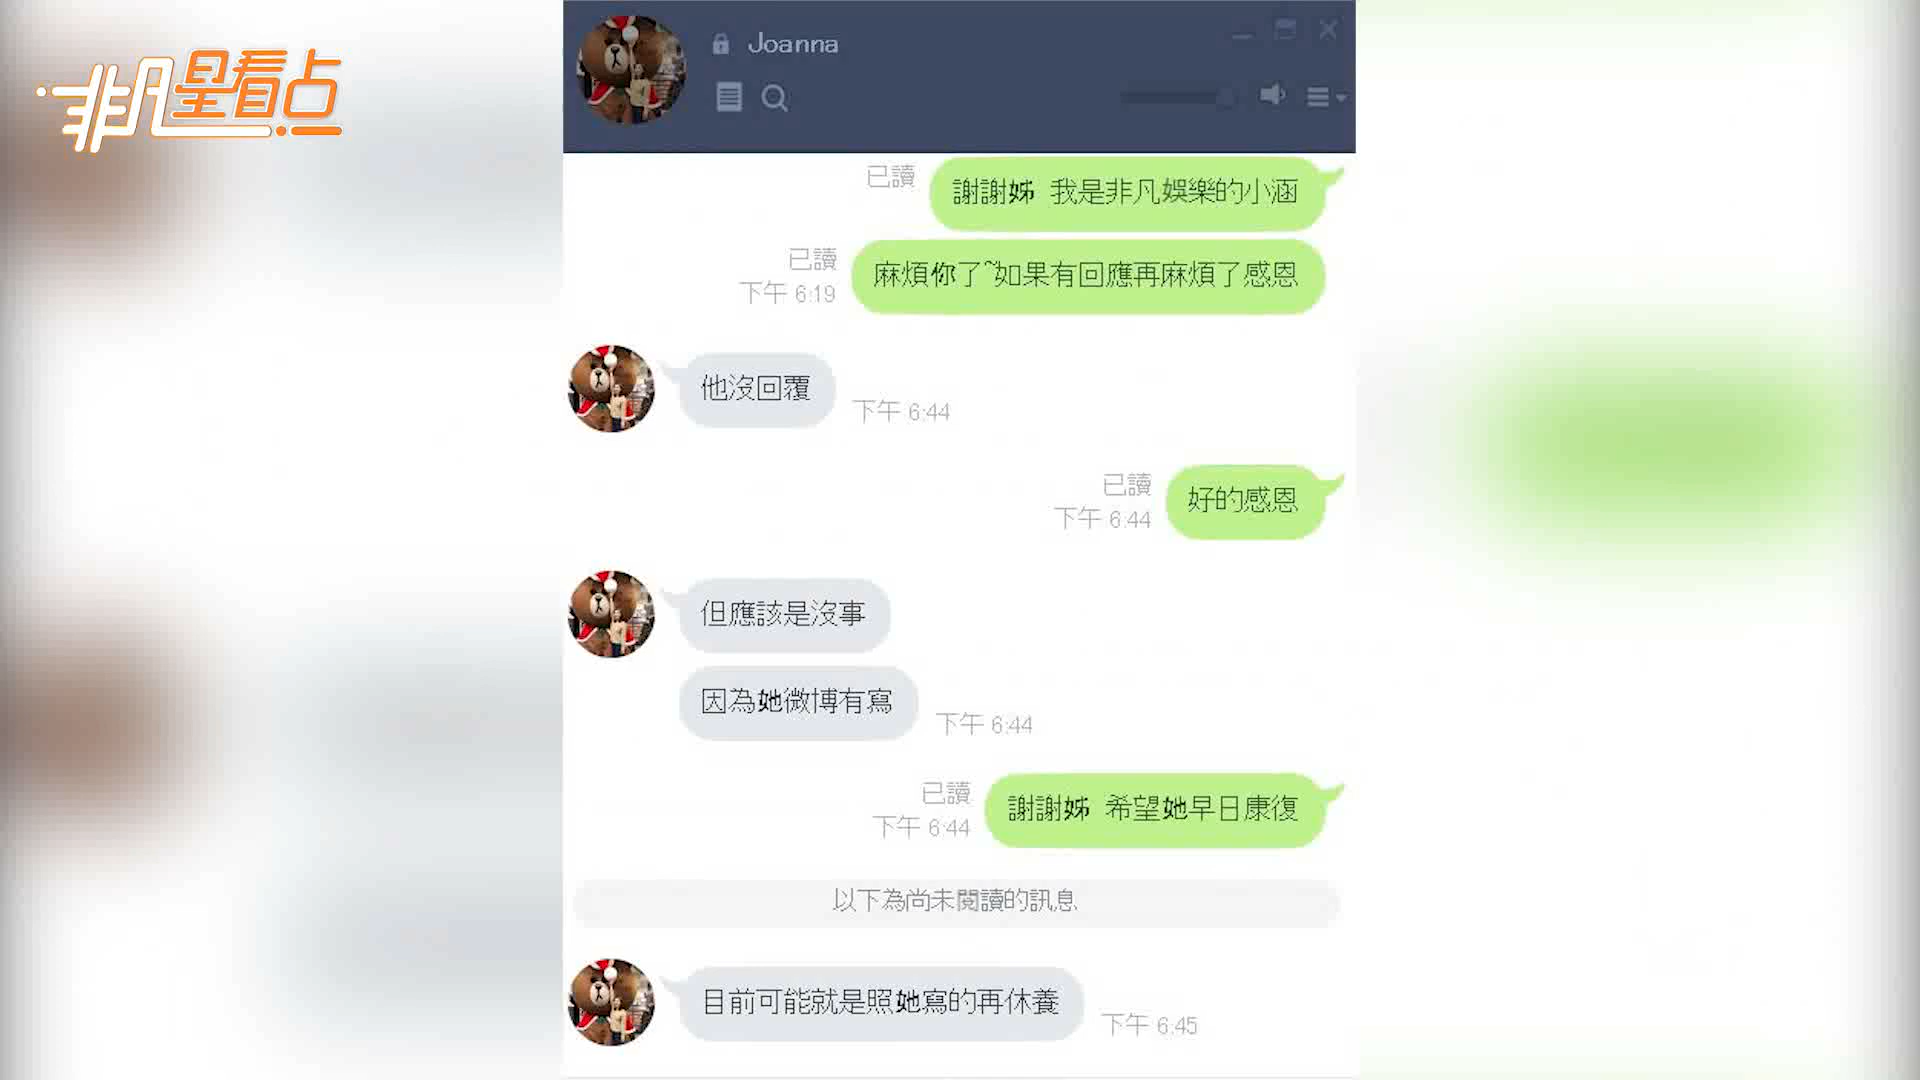 非凡星看点
Joanna
已讀
謝謝姊 我是非凡娛樂的小涵
已讀
下午 6:19
麻煩你了~如果有回應再麻煩了感恩
他沒回覆
下午 6:44
已讀
下午 6:44
好的感恩
但應該是沒事
因為她微博有寫
下午 6:44
已讀
下午 6:44
謝謝姊 希望她早日康復
以下為尚未閱讀的訊息
目前可能就是照她寫的再休養
下午 6:45